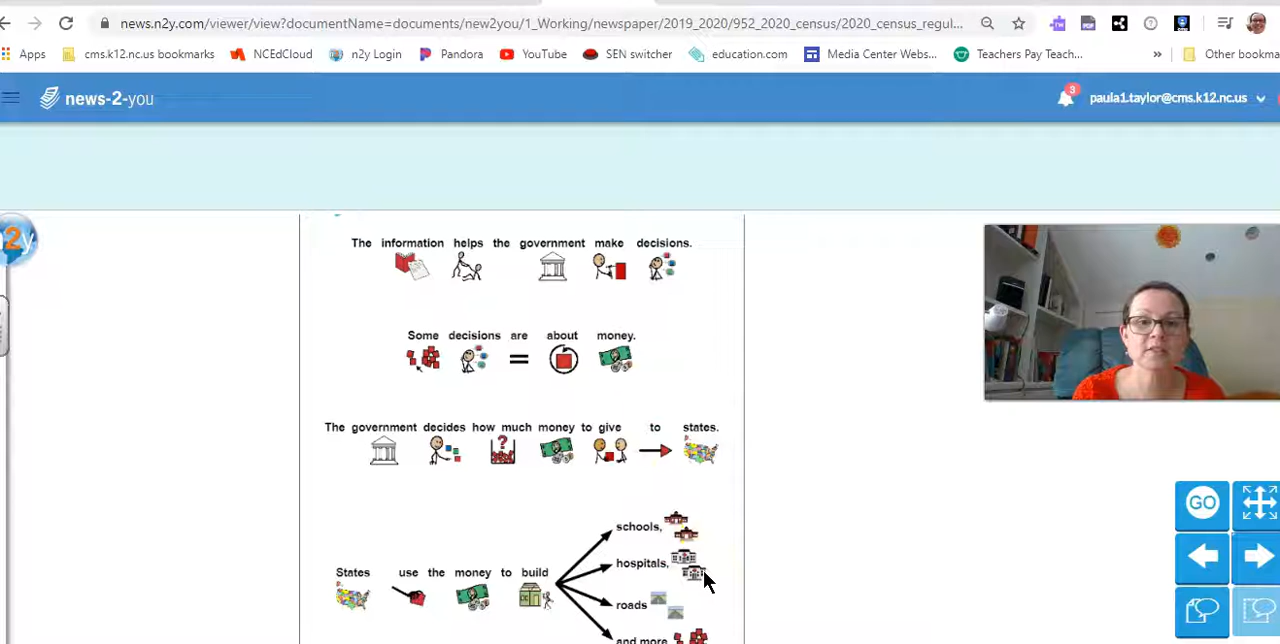 news.n2y.com/viewer/view?documentName=documents/new2you/1_Working/newspaper/2019_2020/952_2020_census/2020_census_regul...
Apps cms.k12.nc.us bookmarks NCEdCloud n2y Login Pandora YouTube SEN switcher education.com Media Center Webs... Teachers Pay Teach... » Other bookma
news-2-you 3 paula1.taylor@cms.k12.nc.us
The information helps the government make decisions.
Some decisions are about money.
The government decides how much money to give to states.
States use the money to build
schools,
hospitals,
roads
and more
GO